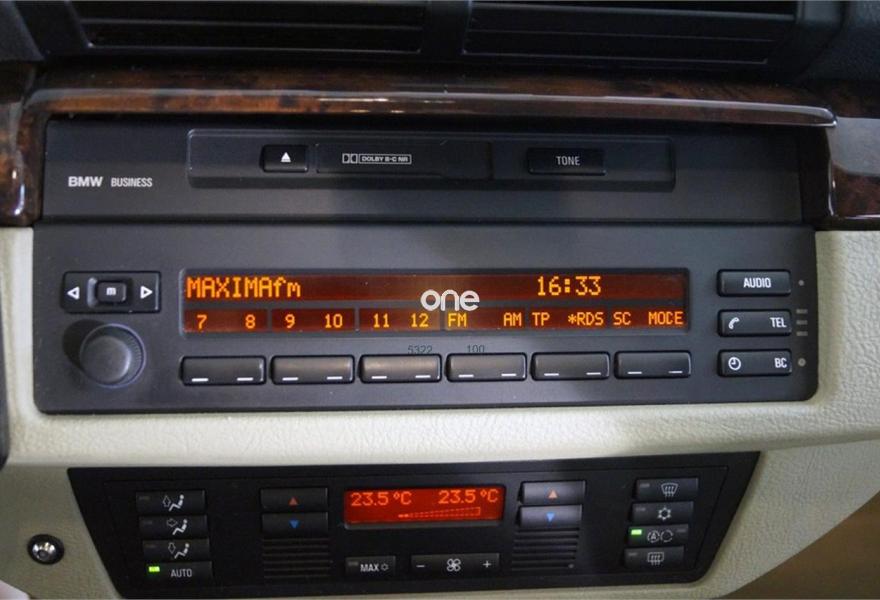 DOLBY B-C NR
TONE
BMW BUSINESS
MAXIMAfm 16:33
AUDIO
m
one
7 8 9 10 11 12 FM AM TP *RDS SC MODE
TEL
5322 100
BC
23.5 °C 23.5 °C
A
AUTO
MAX
- +